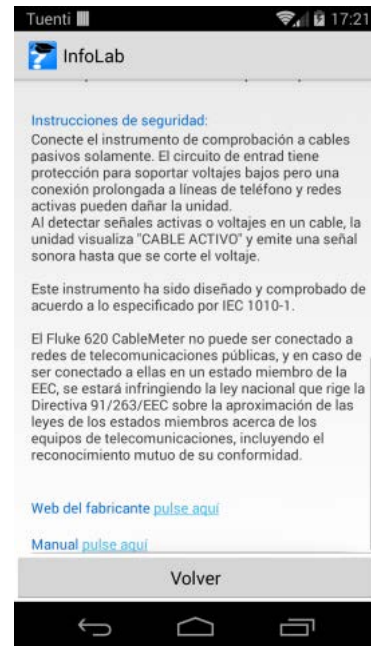 Tuenti
17:21
InfoLab
Instrucciones de seguridad:
Conecte el instrumento de comprobación a cables
pasivos solamente. El circuito de entrad tiene
protección para soportar voltajes bajos pero una
conexión prolongada a líneas de teléfono y redes
activas pueden dañar la unidad.
Al detectar señales activas o voltajes en un cable, la
unidad visualiza "CABLE ACTIVO" y emite una señal
sonora hasta que se corte el voltaje.
Este instrumento ha sido diseñado y comprobado de
acuerdo a lo especificado por IEC 1010-1.
El Fluke 620 CableMeter no puede ser conectado a
redes de telecomunicaciones públicas, y en caso de
ser conectado a ellas en un estado miembro de la
EEC, se estará infringiendo la ley nacional que rige la
Directiva 91/263/EEC sobre la aproximación de las
leyes de los estados miembros acerca de los
equipos de telecomunicaciones, incluyendo el
reconocimiento mutuo de su conformidad.
Web del fabricante pulse aquí
Manual pulse aquí
Volver